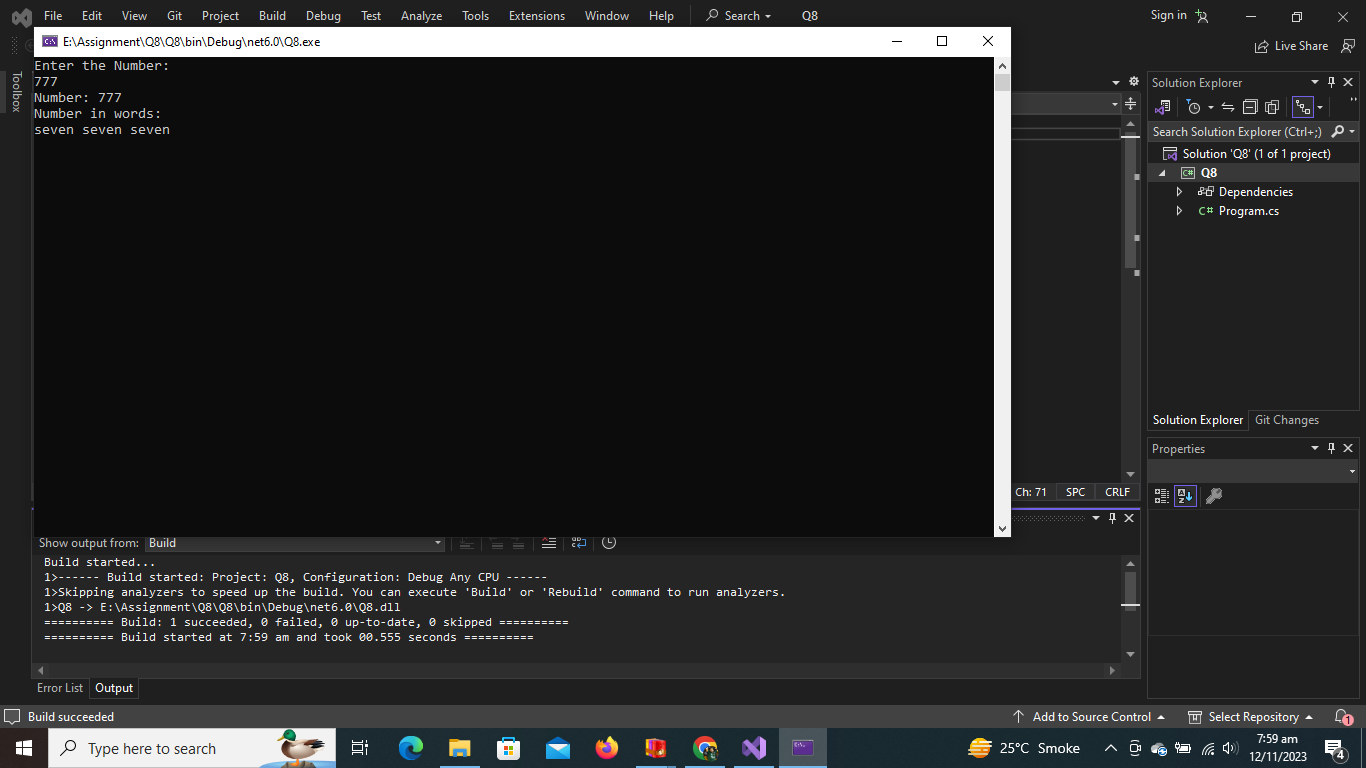 File Edit View Git Project Build Debug Test Analyze Tools Extensions Window Help Search Q8 Sign in
Live Share
E:\Assignment\Q8\Q8\bin\Debug\net6.0\Q8.exe
Enter the Number:
777
Number: 777
Number in words:
seven seven seven
Toolbox
Solution Explorer
Search Solution Explorer (Ctrl+;)
Solution 'Q8' (1 of 1 project)
C# Q8
Dependencies
C# Program.cs
Solution Explorer Git Changes
Properties
Ch: 71 SPC CRLF
Show output from: Build
Build started...
1>------ Build started: Project: Q8, Configuration: Debug Any CPU ------
1>Skipping analyzers to speed up the build. You can execute 'Build' or 'Rebuild' command to run analyzers.
1>Q8 -> E:\Assignment\Q8\Q8\bin\Debug\net6.0\Q8.dll
========== Build: 1 succeeded, 0 failed, 0 up-to-date, 0 skipped ==========
========== Build started at 7:59 am and took 00.555 seconds ==========
Error List Output
Build succeeded
Add to Source Control Select Repository 1
Type here to search
25°C Smoke
7:59 am
12/11/2023
4